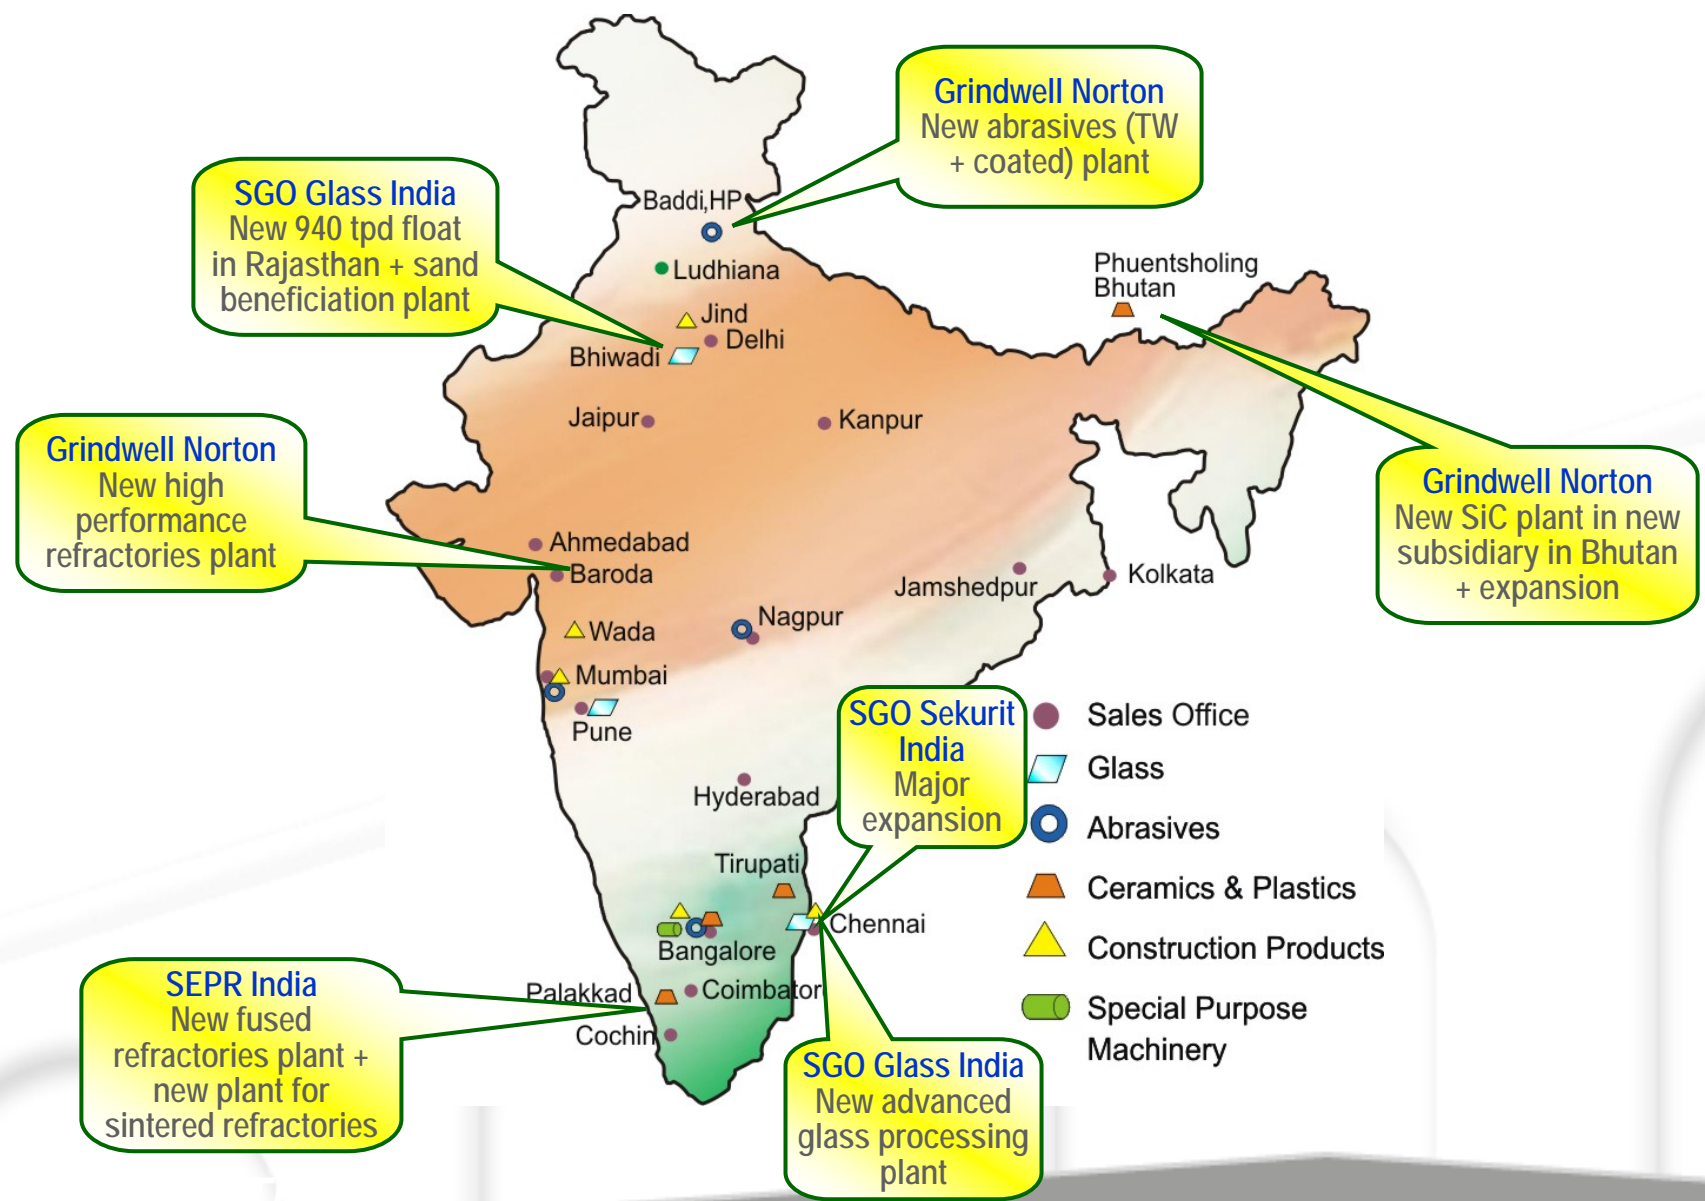 Grindwell Norton
New abrasives (TW
+ coated) plant
SGO Glass India
New 940 tpd float
in Rajasthan + sand
beneficiation plant
Baddi,HP
Ludhiana
Phuentsholing
Bhutan
Jind
Delhi
Bhiwadi
Jaipur
Kanpur
Grindwell Norton
New high
performance
refractories plant
Grindwell Norton
New SiC plant in new
subsidiary in Bhutan
+ expansion
Ahmedabad
Baroda
Jamshedpur
Kolkata
Nagpur
Wada
Mumbai
Pune
SGO Sekurit
India
Major
expansion
Hyderabad
Tirupati
Chennai
Bangalore
Palakkad
Coimbator
Cochin
Sales Office
Glass
Abrasives
Ceramics & Plastics
Construction Products
Special Purpose
Machinery
SEPR India
New fused
refractories plant +
new plant for
sintered refractories
SGO Glass India
New advanced
glass processing
plant